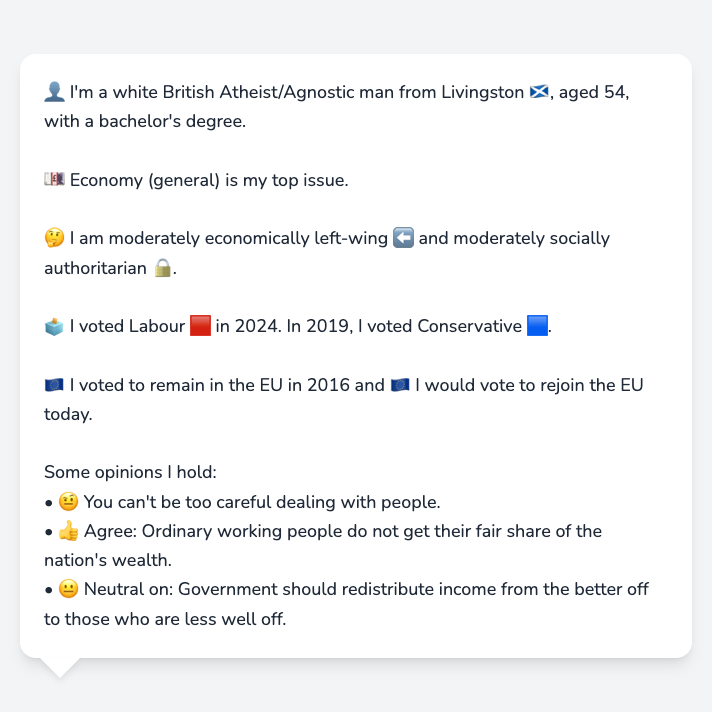 👤 I'm a white British Atheist/Agnostic man from Livingston 🏴󠁧󠁢󠁳󠁣󠁴󠁿, aged 54,
with a bachelor's degree.
💷 Economy (general) is my top issue.
🤔 I am moderately economically left-wing ⬅️ and moderately socially
authoritarian 🔒.
🗳️ I voted Labour 🟥 in 2024. In 2019, I voted Conservative 🟦.
🇪🇺 I voted to remain in the EU in 2016 and 🇪🇺 I would vote to rejoin the EU
today.
Some opinions I hold:
• 🤨 You can't be too careful dealing with people.
• 👍 Agree: Ordinary working people do not get their fair share of the
nation's wealth.
• 😐 Neutral on: Government should redistribute income from the better off
to those who are less well off.